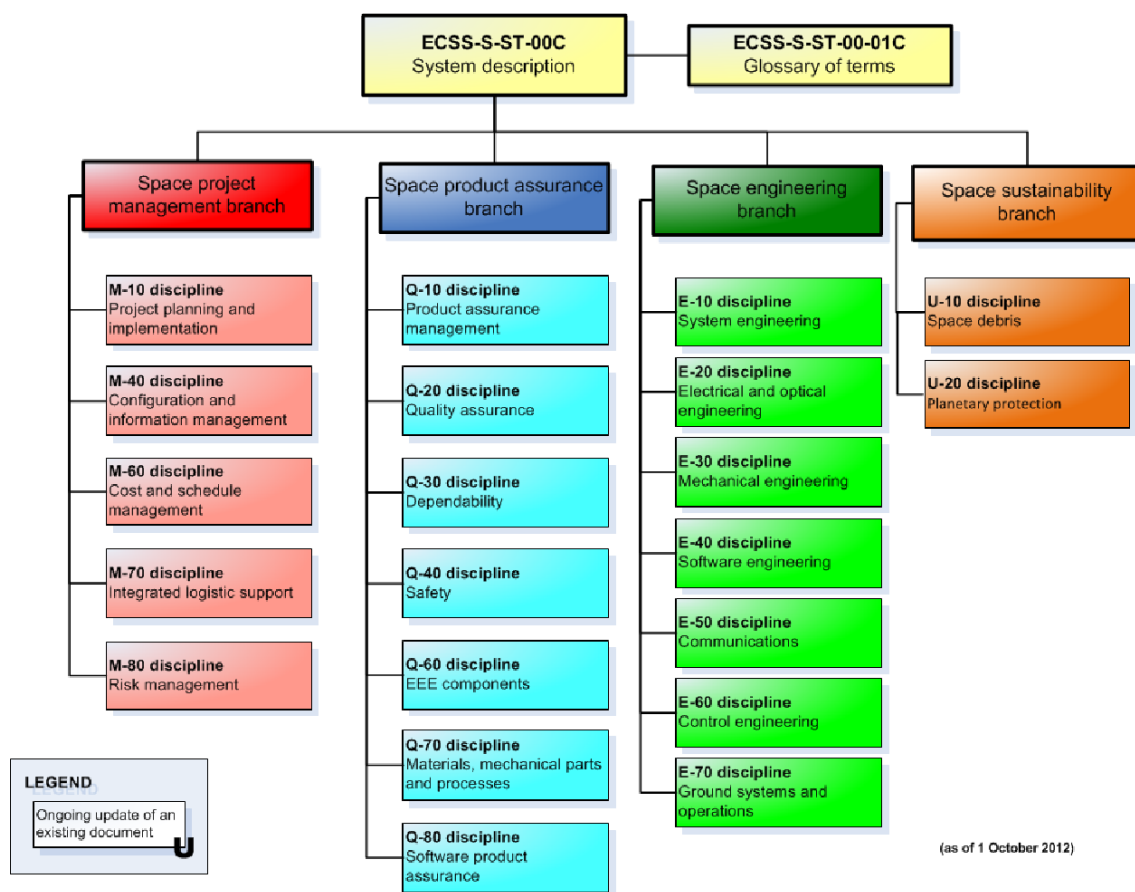 ECSS-S-ST-00C
System description
ECSS-S-ST-00-01C
Glossary of terms
Space project
management branch
Space product assurance
branch
Space engineering
branch
Space sustainability
branch
M-10 discipline
Project planning and
implementation
M-40 discipline
Configuration and
information management
M-60 discipline
Cost and schedule
management
M-70 discipline
Integrated logistic support
M-80 discipline
Risk management
Q-10 discipline
Product assurance
management
Q-20 discipline
Quality assurance
Q-30 discipline
Dependability
Q-40 discipline
Safety
Q-60 discipline
EEE components
Q-70 discipline
Materials, mechanical parts
and processes
Q-80 discipline
Software product
assurance
E-10 discipline
System engineering
E-20 discipline
Electrical and optical
engineering
E-30 discipline
Mechanical engineering
E-40 discipline
Software engineering
E-50 discipline
Communications
E-60 discipline
Control engineering
E-70 discipline
Ground systems and
operations
U-10 discipline
Space debris
U-20 discipline
Planetary protection
LEGEND
Ongoing update of an
existing document
U
(as of 1 October 2012)